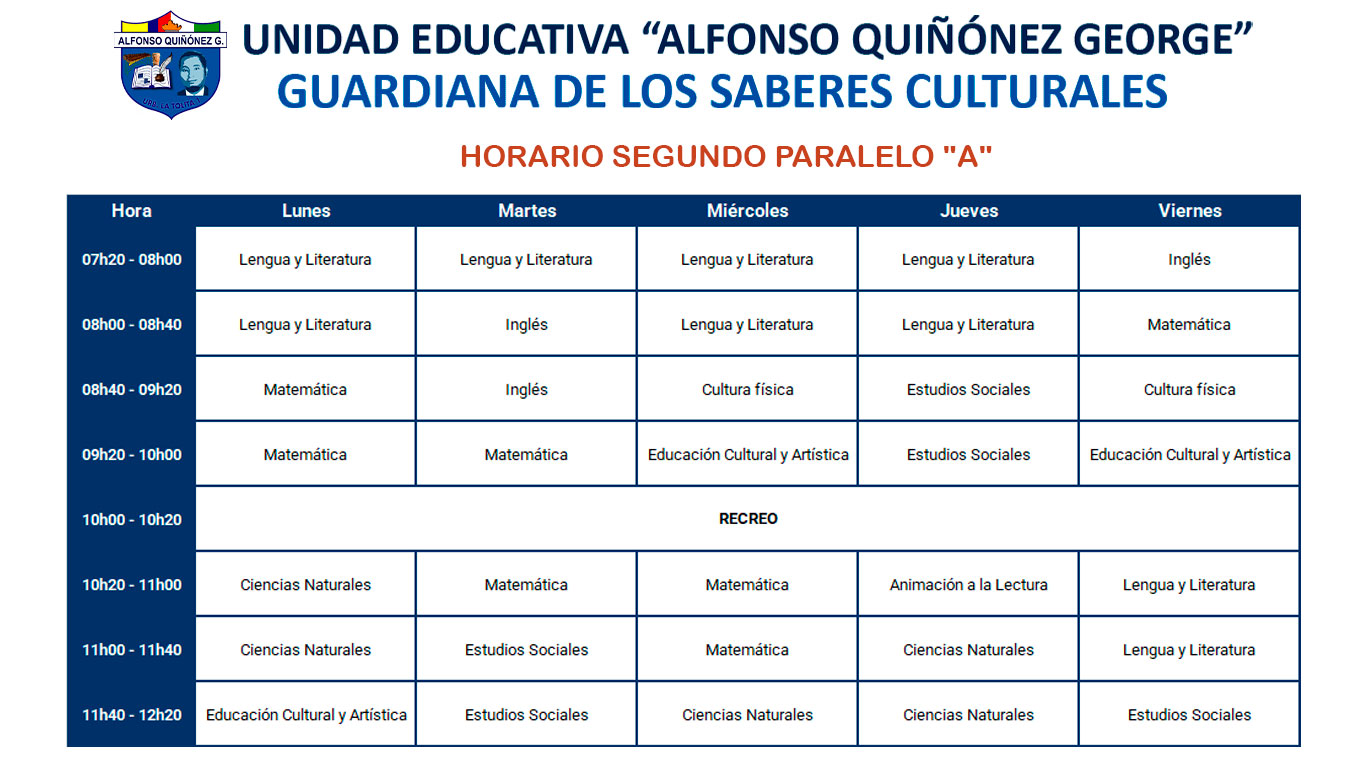 ALFONSO QUIÑÓNEZ G.
UNIDAD EDUCATIVA “ALFONSO QUIÑÓNEZ GEORGE”
GUARDIANA DE LOS SABERES CULTURALES
HORARIO SEGUNDO PARALELO "A"
Hora Lunes Martes Miércoles Jueves Viernes
07h20 - 08h00 Lengua y Literatura Lengua y Literatura Lengua y Literatura Lengua y Literatura Inglés
08h00 - 08h40 Lengua y Literatura Inglés Lengua y Literatura Lengua y Literatura Matemática
08h40 - 09h20 Matemática Inglés Cultura física Estudios Sociales Cultura física
09h20 - 10h00 Matemática Matemática Educación Cultural y Artística Estudios Sociales Educación Cultural y Artística
10h00 - 10h20 RECREO
10h20 - 11h00 Ciencias Naturales Matemática Matemática Animación a la Lectura Lengua y Literatura
11h00 - 11h40 Ciencias Naturales Estudios Sociales Matemática Ciencias Naturales Lengua y Literatura
11h40 - 12h20 Educación Cultural y Artística Estudios Sociales Ciencias Naturales Ciencias Naturales Estudios Sociales